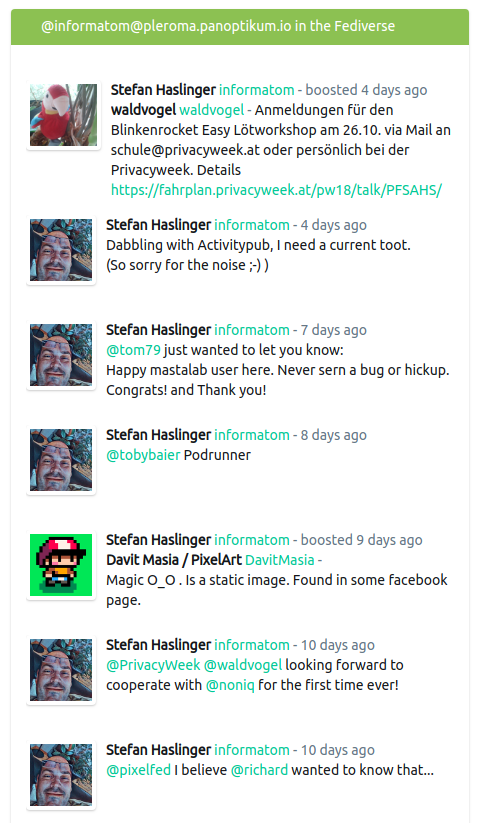 @informatom@pleroma.panoptikum.io in the Fediverse
Stefan Haslinger informatom - boosted 4 days ago
waldvogel waldvogel - Anmeldungen für den
Blinkenrocket Easy Lötworkshop am 26.10. via Mail an
schule@privacyweek.at oder persönlich bei der
Privacyweek. Details
https://fahrplan.privacyweek.at/pw18/talk/PFSAHS/
Stefan Haslinger informatom - 4 days ago
Dabbling with Activitypub, I need a current toot.
(So sorry for the noise ;-) )
Stefan Haslinger informatom - 7 days ago
@tom79 just wanted to let you know:
Happy mastalab user here. Never sern a bug or hickup.
Congrats! and Thank you!
Stefan Haslinger informatom - 8 days ago
@tobybaier Podrunner
Stefan Haslinger informatom - boosted 9 days ago
Davit Masia / PixelArt DavitMasia -
Magic O_O . Is a static image. Found in some facebook
page.
Stefan Haslinger informatom - 10 days ago
@PrivacyWeek @waldvogel looking forward to
cooperate with @noniq for the first time ever!
Stefan Haslinger informatom - 10 days ago
@pixelfed I believe @richard wanted to know that...